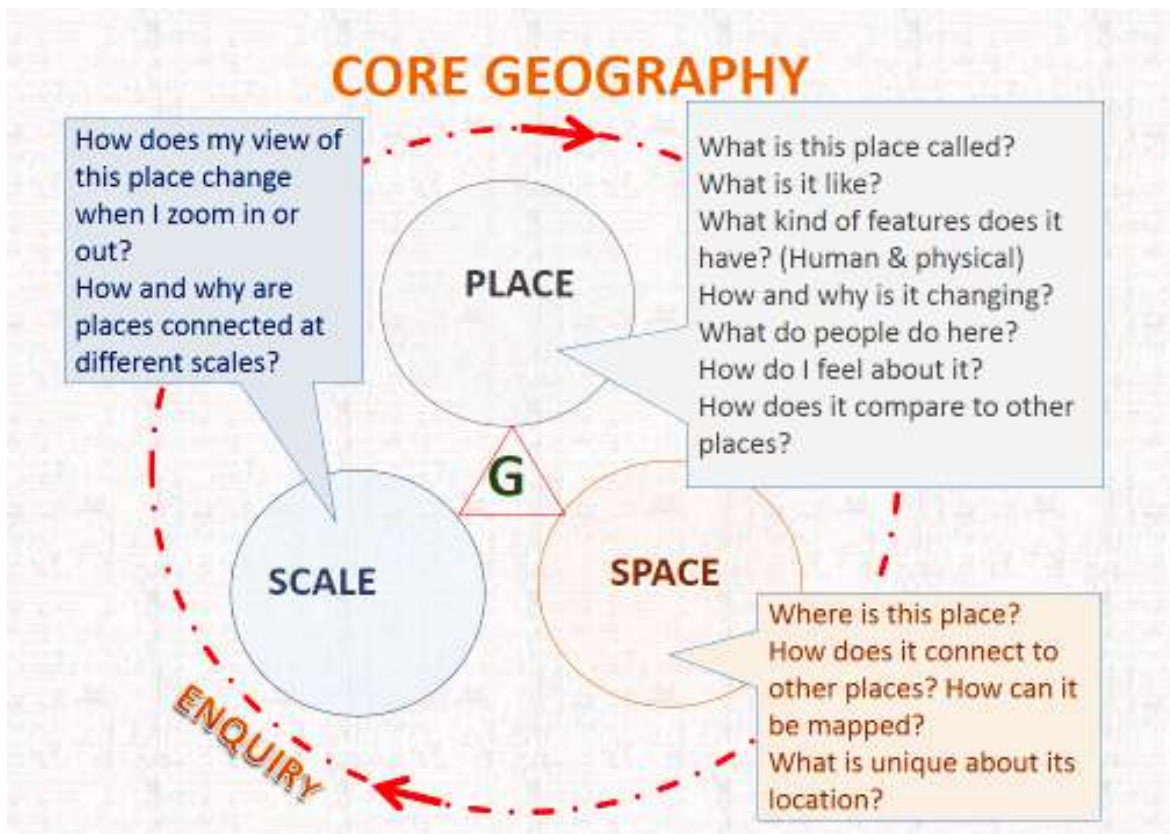 CORE GEOGRAPHY
How does my view of
this place change
when I zoom in or
out?
How and why are
places connected at
different scales?
What is this place called?
What is it like?
What kind of features does it
have? (Human & physical)
How and why is it changing?
What do people do here?
How do I feel about it?
How does it compare to other
places?
PLACE
G
SCALE
SPACE
Where is this place?
How does it connect to
other places? How can it
be mapped?
What is unique about its
location?
ENQUIRY